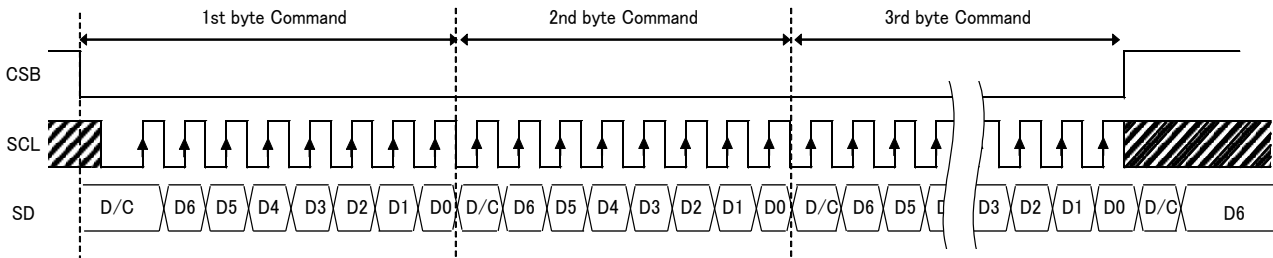 1st byte Command 2nd byte Command 3rd byte Command
CSB
SCL
SD D/C D6 D5 D4 D3 D2 D1 D0 D/C D6 D5 D4 D3 D2 D1 D0 D/C D6 D5 D3 D2 D1 D0 D/C D6